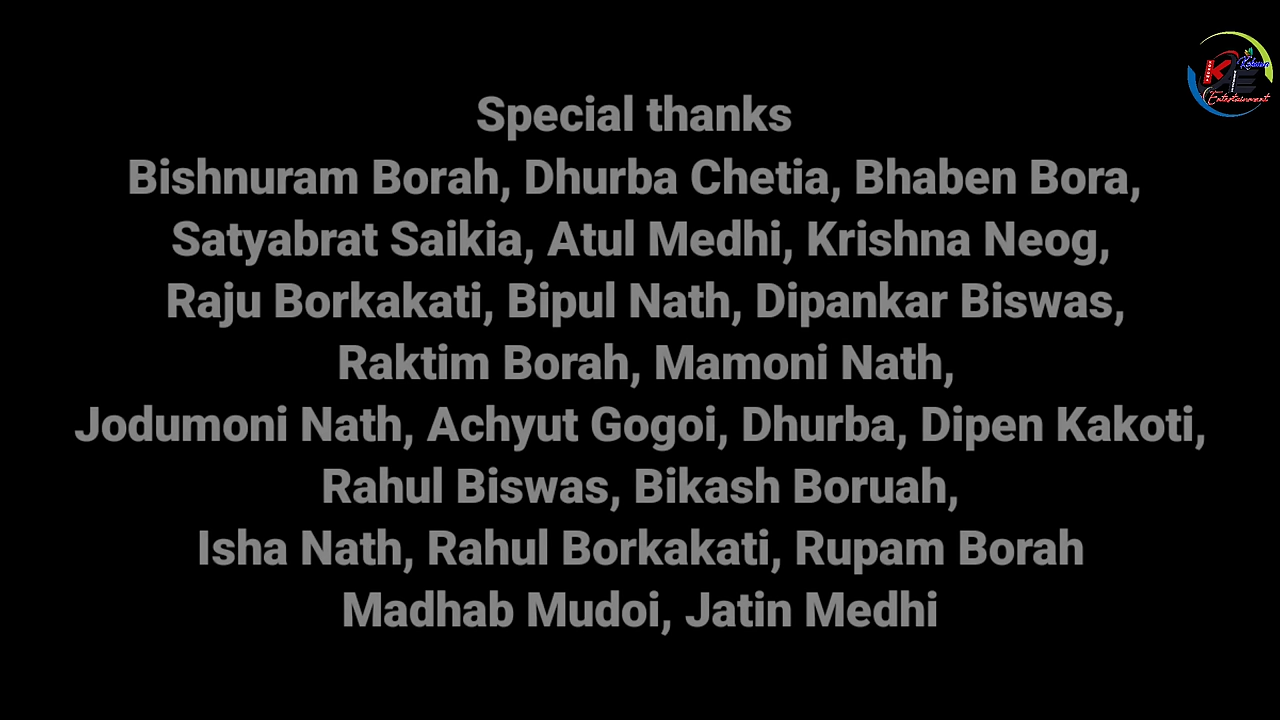 Special thanks
Bishnuram Borah, Dhurba Chetia, Bhaben Bora,
Satyabrat Saikia, Atul Medhi, Krishna Neog,
Raju Borkakati, Bipul Nath, Dipankar Biswas,
Raktim Borah, Mamoni Nath,
Jodumoni Nath, Achyut Gogoi, Dhurba, Dipen Kakoti,
Rahul Biswas, Bikash Boruah,
Isha Nath, Rahul Borkakati, Rupam Borah
Madhab Mudoi, Jatin Medhi
Entertainment